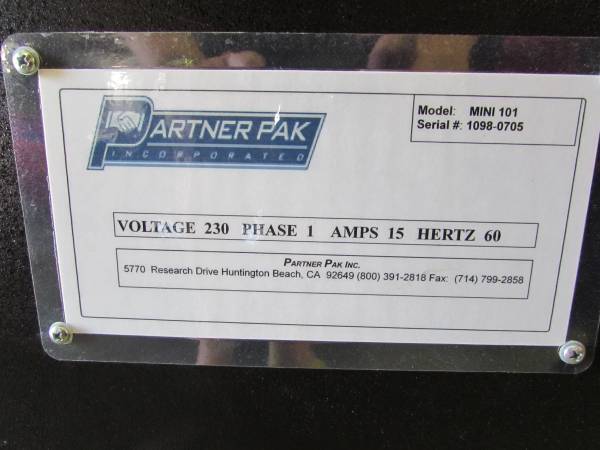 PARTNER PAK
INCORPORATED
Model: MINI 101
Serial #: 1098-0705
VOLTAGE 230 PHASE 1 AMPS 15 HERTZ 60
PARTNER PAK INC.
5770 Research Drive Huntington Beach, CA 92649 (800) 391-2818 Fax: (714) 799-2858